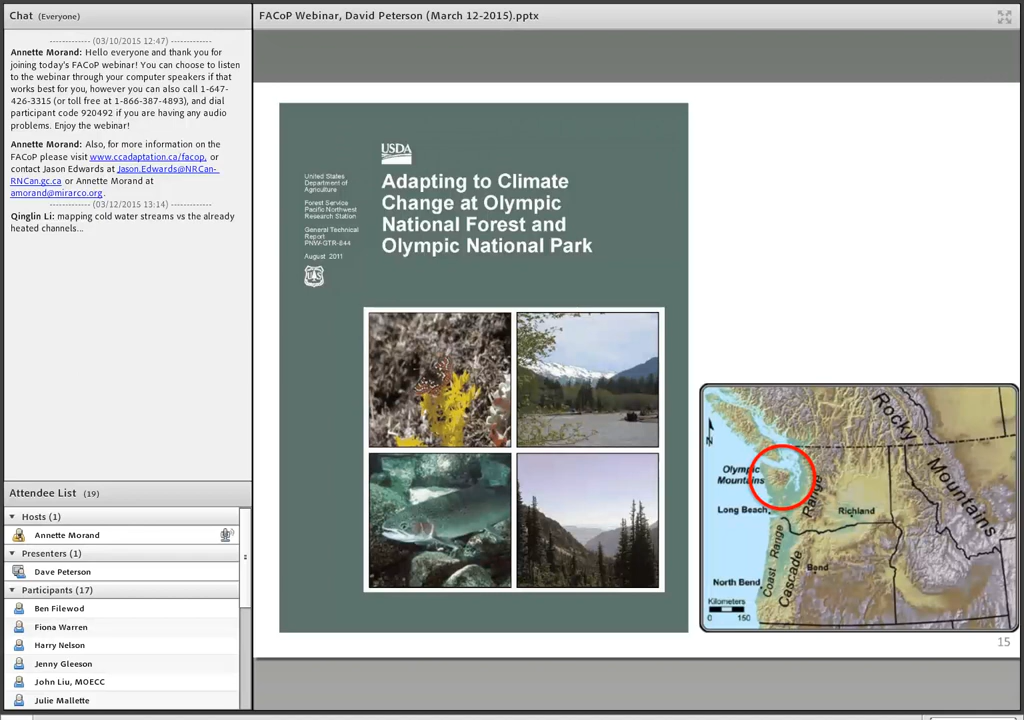 Chat (Everyone)
------------- (03/10/2015 12:47) -------------
Annette Morand: Hello everyone and thank you for
joining today's FACoP webinar! You can choose to listen
to the webinar through your computer speakers if that
works best for you, however you can also call 1-647-
426-3315 (or toll free at 1-866-387-4893), and dial
participant code 920492 if you are having any audio
problems. Enjoy the webinar!
Annette Morand: Also, for more information on the
FACoP please visit www.ccadaptation.ca/facop, or
contact Jason Edwards at Jason.Edwards@NRCan-
RNCan.gc.ca or Annette Morand at
amorand@mirarco.org.
------------- (03/12/2015 13:14) -------------
Qinglin Li: mapping cold water streams vs the already
heated channels...
Attendee List (19)
Hosts (1)
Annette Morand
Presenters (1)
Dave Peterson
Participants (17)
Ben Filewod
Fiona Warren
Harry Nelson
Jenny Gleeson
John Liu, MOECC
Julie Mallette
FACoP Webinar, David Peterson (March 12-2015).pptx
USDA
United States
Department of
Agriculture
Forest Service
Pacific Northwest
Research Station
General Technical
Report
PNW-GTR-844
August 2011
Adapting to Climate
Change at Olympic
National Forest and
Olympic National Park
Rocky
Mountains
N
Olympic
Mountains
Range
Long Beach
Richland
Coast Range
Cascade
Bend
North Bend
Kilometers
0 150
15